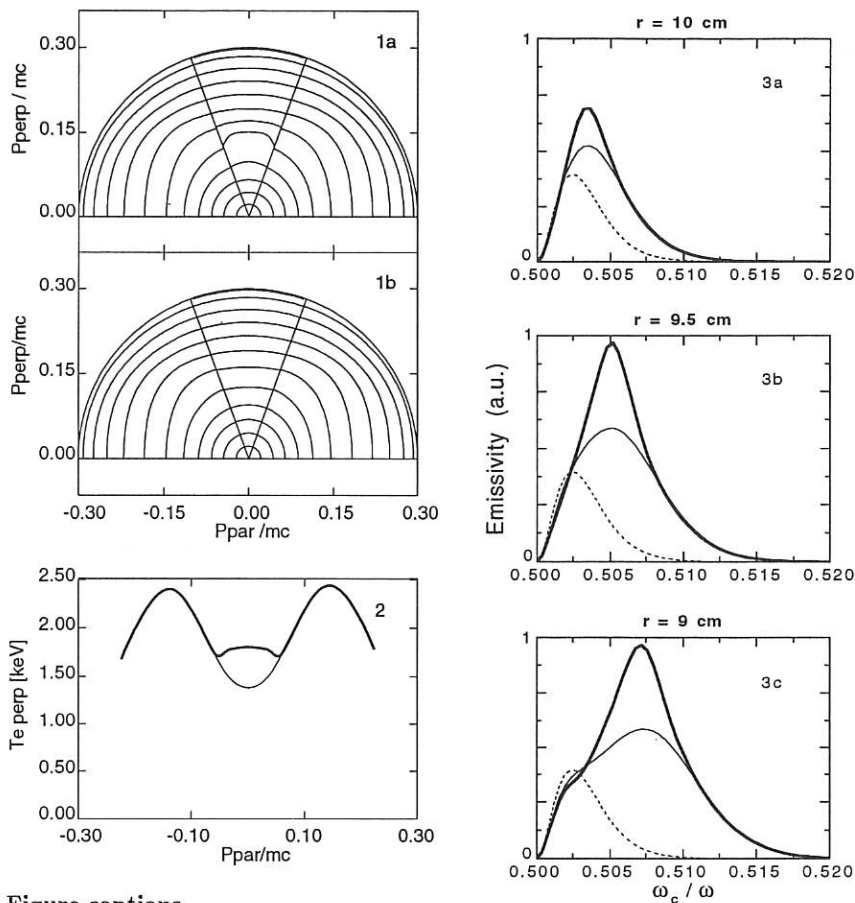 0.30
1a
Pperp / mc
0.15
0.00
0.30
1b
Pperp/mc
0.15
0.00
-0.30 -0.15 0.00 0.15 0.30
Ppar /mc
2.50
2
2.00
Te perp [keV]
1.50
1.00
0.50
0.00
-0.30 -0.10 0.10 0.30
Ppar/mc
r = 10 cm
1
3a
0
0.500 0.505 0.510 0.515 0.520
r = 9.5 cm
1
3b
Emissivity (a.u.)
0
0.500 0.505 0.510 0.515 0.520
r = 9 cm
1
3c
0
0.500 0.505 0.510 0.515 0.520
ω_c / ω
Figure captions